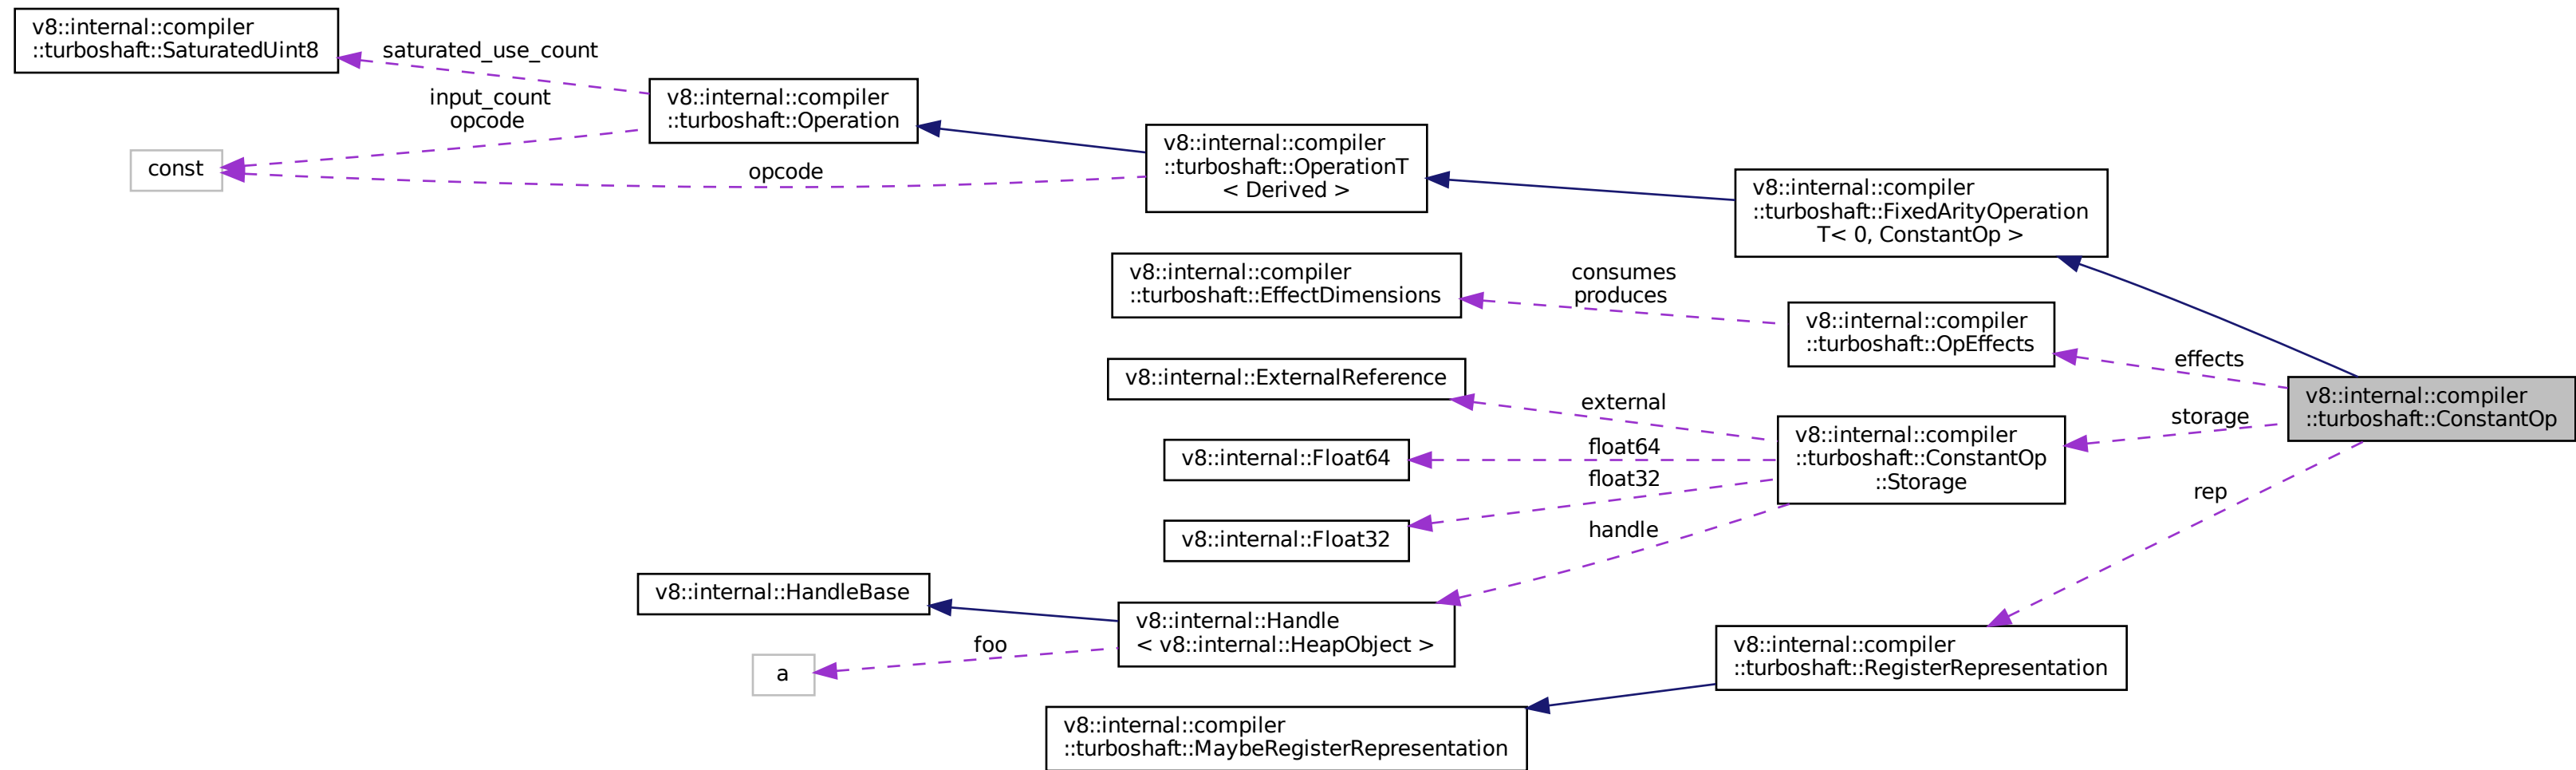 v8::internal::compiler
::turboshaft::SaturatedUint8
saturated_use_count
input_count
opcode
v8::internal::compiler
::turboshaft::Operation
const
opcode
v8::internal::compiler
::turboshaft::OperationT
< Derived >
v8::internal::compiler
::turboshaft::FixedArityOperation
T< 0, ConstantOp >
v8::internal::compiler
::turboshaft::EffectDimensions
consumes
produces
v8::internal::compiler
::turboshaft::OpEffects
effects
v8::internal::ExternalReference
external
v8::internal::compiler
::turboshaft::ConstantOp
storage
v8::internal::compiler
::turboshaft::ConstantOp
::Storage
v8::internal::Float64
float64
float32
v8::internal::Float32
handle
rep
v8::internal::HandleBase
v8::internal::Handle
< v8::internal::HeapObject >
foo
a
v8::internal::compiler
::turboshaft::RegisterRepresentation
v8::internal::compiler
::turboshaft::MaybeRegisterRepresentation